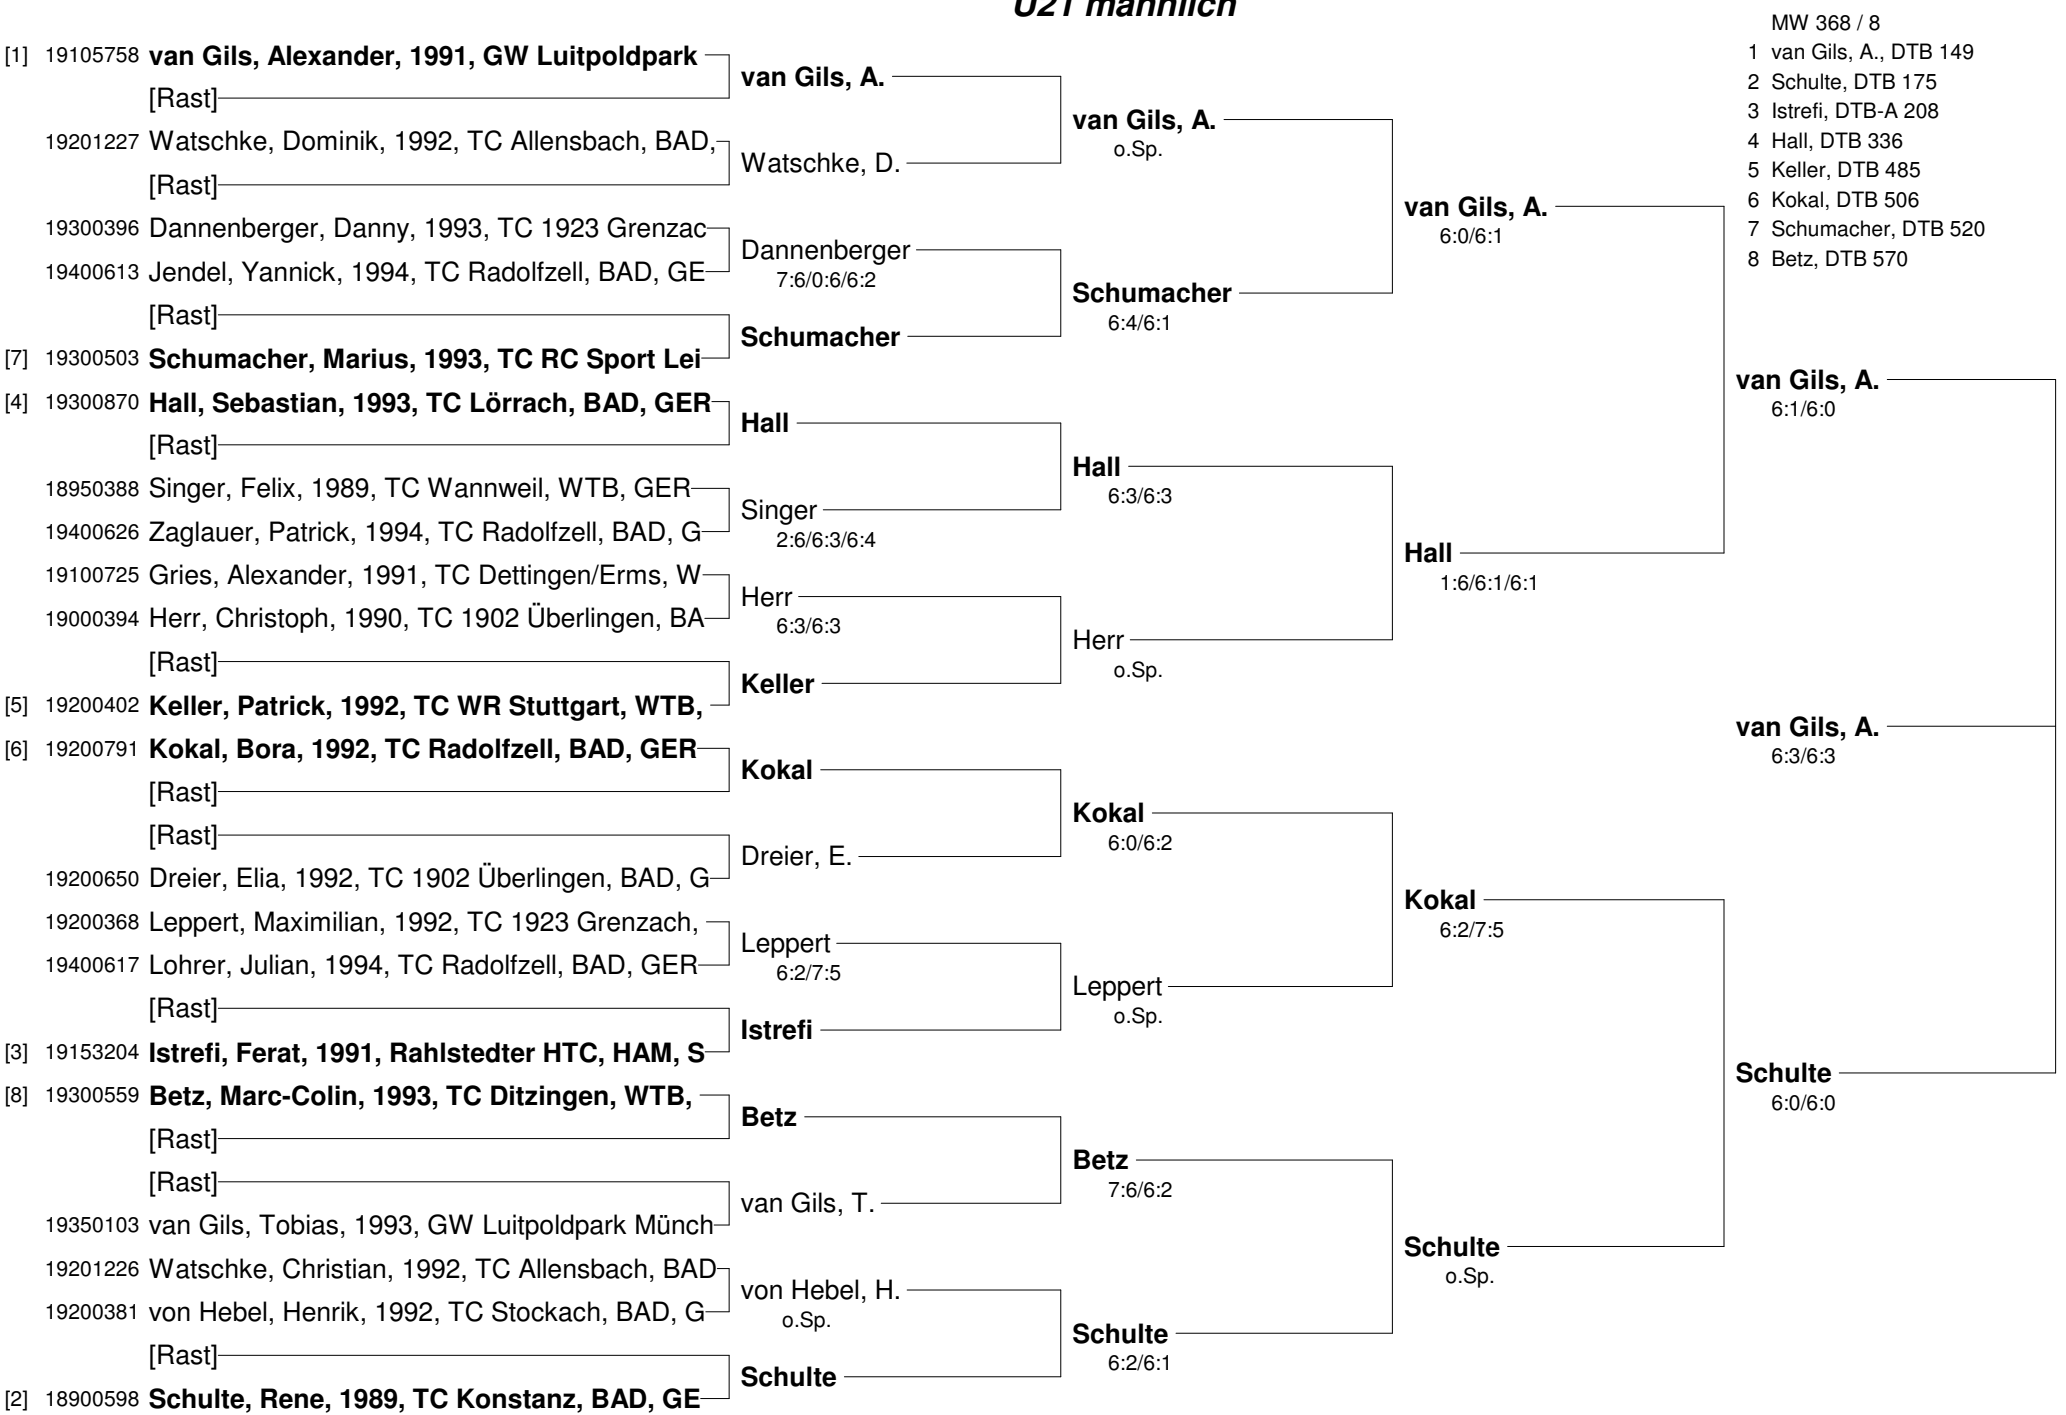 U21 männlich
MW 368 / 8
1 van Gils, A., DTB 149
2 Schulte, DTB 175
3 Istrefi, DTB-A 208
4 Hall, DTB 336
5 Keller, DTB 485
6 Kokal, DTB 506
7 Schumacher, DTB 520
8 Betz, DTB 570
[1] 19105758 van Gils, Alexander, 1991, GW Luitpoldpark
[Rast]
19201227 Watschke, Dominik, 1992, TC Allensbach, BAD,
[Rast]
19300396 Dannenberger, Danny, 1993, TC 1923 Grenzac
19400613 Jendel, Yannick, 1994, TC Radolfzell, BAD, GE
[Rast]
[7] 19300503 Schumacher, Marius, 1993, TC RC Sport Lei
[4] 19300870 Hall, Sebastian, 1993, TC Lörrach, BAD, GER
[Rast]
18950388 Singer, Felix, 1989, TC Wannweil, WTB, GER
19400626 Zaglauer, Patrick, 1994, TC Radolfzell, BAD, G
19100725 Gries, Alexander, 1991, TC Dettingen/Erms, W
19000394 Herr, Christoph, 1990, TC 1902 Überlingen, BA
[Rast]
[5] 19200402 Keller, Patrick, 1992, TC WR Stuttgart, WTB,
[6] 19200791 Kokal, Bora, 1992, TC Radolfzell, BAD, GER
[Rast]
[Rast]
19200650 Dreier, Elia, 1992, TC 1902 Überlingen, BAD, G
19200368 Leppert, Maximilian, 1992, TC 1923 Grenzach,
19400617 Lohrer, Julian, 1994, TC Radolfzell, BAD, GER
[Rast]
[3] 19153204 Istrefi, Ferat, 1991, Rahlstedter HTC, HAM, S
[8] 19300559 Betz, Marc-Colin, 1993, TC Ditzingen, WTB,
[Rast]
[Rast]
19350103 van Gils, Tobias, 1993, GW Luitpoldpark Münch
19201226 Watschke, Christian, 1992, TC Allensbach, BAD
19200381 von Hebel, Henrik, 1992, TC Stockach, BAD, G
[Rast]
[2] 18900598 Schulte, Rene, 1989, TC Konstanz, BAD, GE
van Gils, A.
Watschke, D.
Dannenberger
7:6/0:6/6:2
Schumacher
Hall
Singer
2:6/6:3/6:4
Herr
6:3/6:3
Keller
Kokal
Dreier, E.
Leppert
6:2/7:5
Istrefi
Betz
van Gils, T.
von Hebel, H.
o.Sp.
Schulte
van Gils, A.
o.Sp.
Schumacher
6:4/6:1
Hall
6:3/6:3
Herr
o.Sp.
Kokal
6:0/6:2
Leppert
o.Sp.
Betz
7:6/6:2
Schulte
6:2/6:1
van Gils, A.
6:0/6:1
Hall
1:6/6:1/6:1
Kokal
6:2/7:5
Schulte
o.Sp.
van Gils, A.
6:1/6:0
van Gils, A.
6:3/6:3
Schulte
6:0/6:0